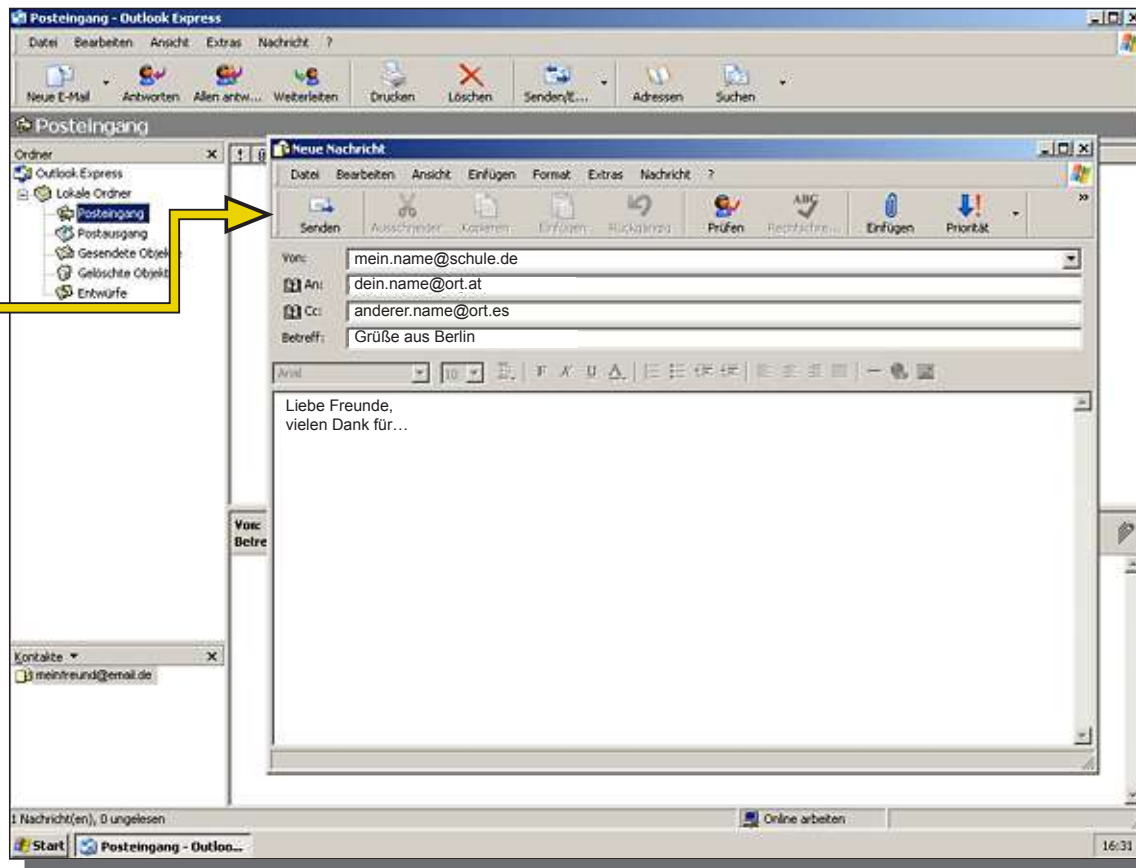 Posteingang - Outlook Express
Datei Bearbeiten Ansicht Extras Nachricht ?
Neue E-Mail Antworten Allen antw... Weiterleiten Drucken Löschen Senden/E... Adressen Suchen
Posteingang
Ordner
Outlook Express
Lokale Ordner
Posteingang
Postausgang
Gesendete Objekte
Gelöschte Objekt
Entwürfe
Neue Nachricht
Datei Bearbeiten Ansicht Einfügen Format Extras Nachricht ?
Senden Ausschneiden Kopieren Einfügen Rückgängig Prüfen Rechtschre... Einfügen Priorität
Von: mein.name@schule.de
An: dein.name@ort.at
Cc: anderer.name@ort.es
Betreff: Grüße aus Berlin
Arial 10 F K U A
Liebe Freunde,
vielen Dank für…
Von:
Betre
Kontakte
meinfreund@email.de
1 Nachricht(en), 0 ungelesen Online arbeiten
Start Posteingang - Outloo... 16:31